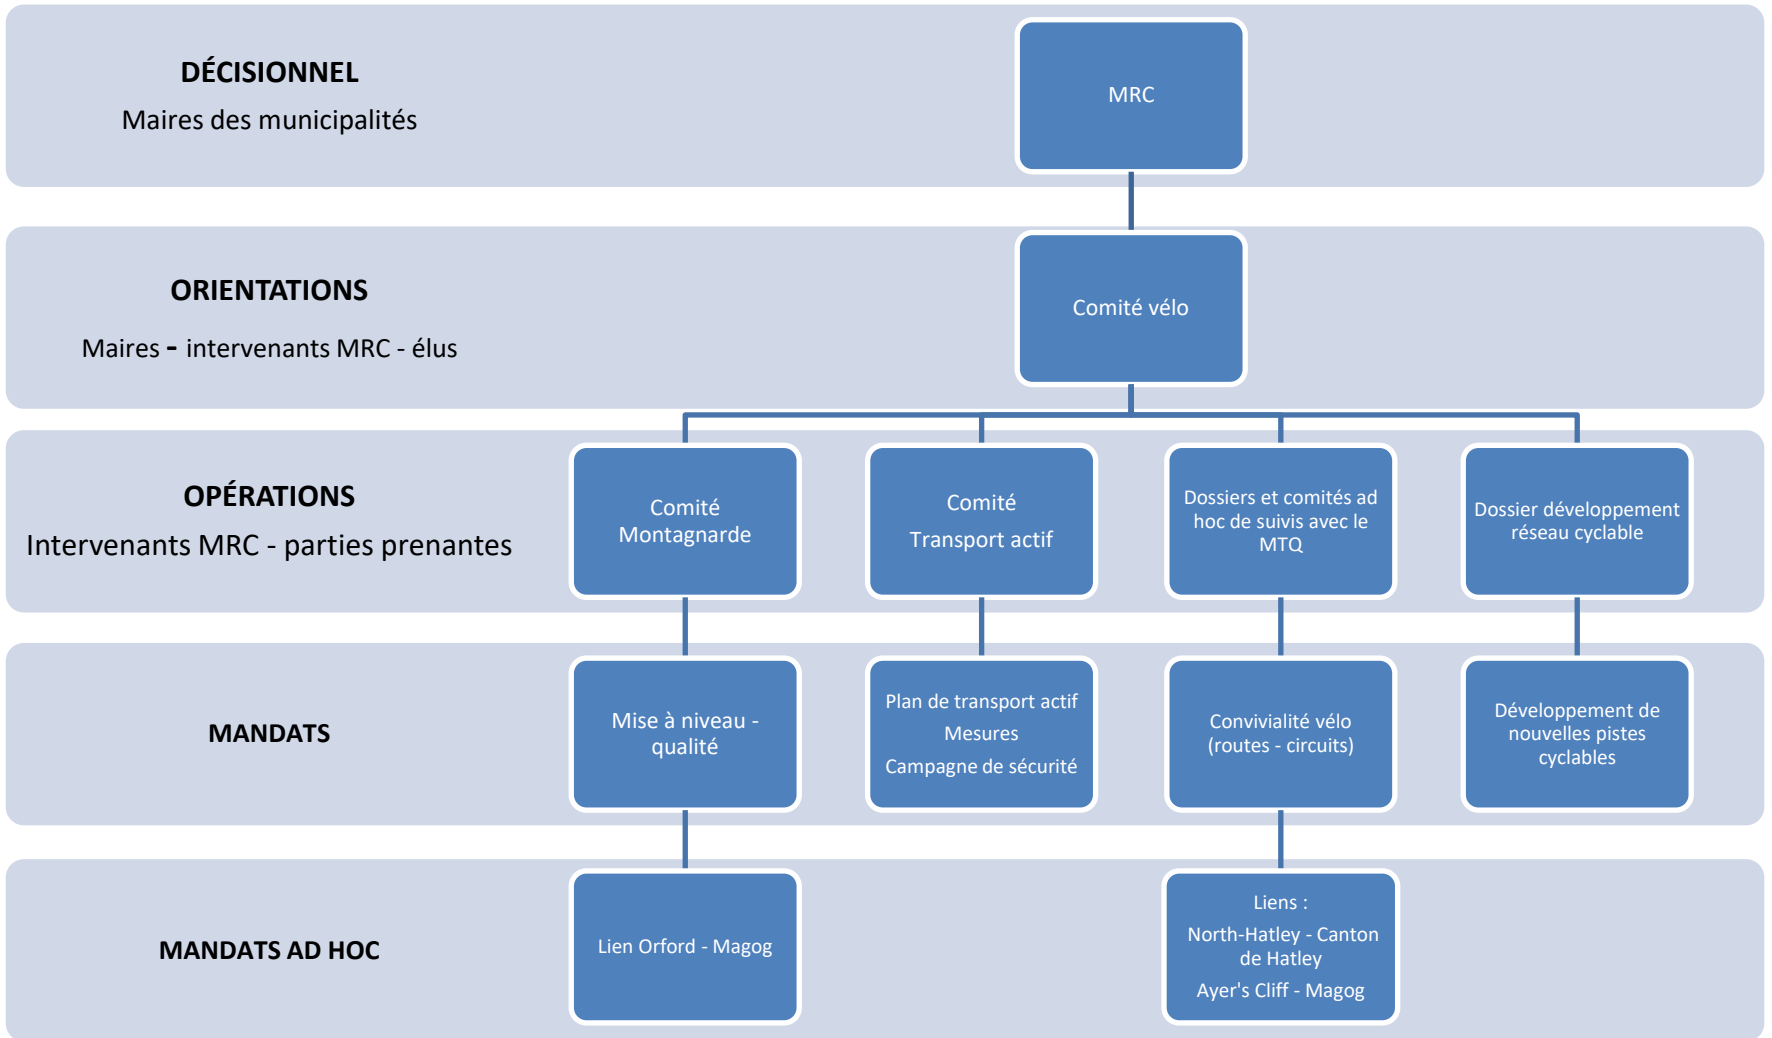 DÉCISIONNEL
Maires des municipalités
MRC
ORIENTATIONS
Maires - intervenants MRC - élus
Comité vélo
OPÉRATIONS
Intervenants MRC - parties prenantes
Comité
Montagnarde
Comité
Transport actif
Dossiers et comités ad
hoc de suivis avec le
MTQ
Dossier développement
réseau cyclable
MANDATS
Mise à niveau -
qualité
Plan de transport actif
Mesures
Campagne de sécurité
Convivialité vélo
(routes - circuits)
Développement de
nouvelles pistes
cyclables
MANDATS AD HOC
Lien Orford - Magog
Liens :
North-Hatley - Canton
de Hatley
Ayer's Cliff - Magog